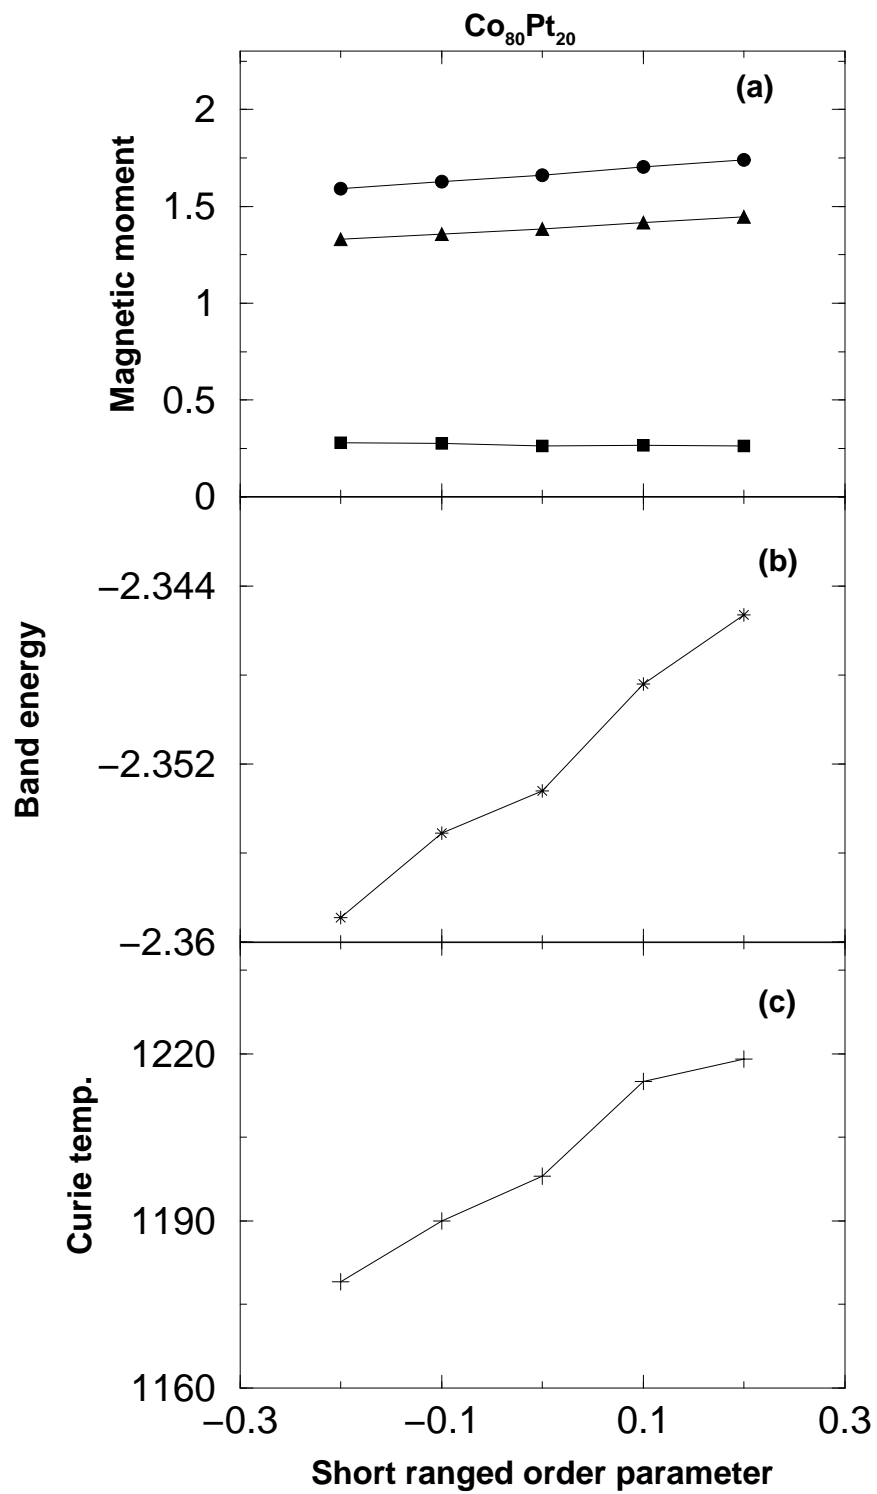 Co₈₀Pt₂₀
(a)
2
1.5
1
0.5
0
Magnetic moment
(b)
−2.344
−2.352
−2.36
Band energy
(c)
1220
1190
1160
Curie temp.
−0.3 −0.1 0.1 0.3
Short ranged order parameter